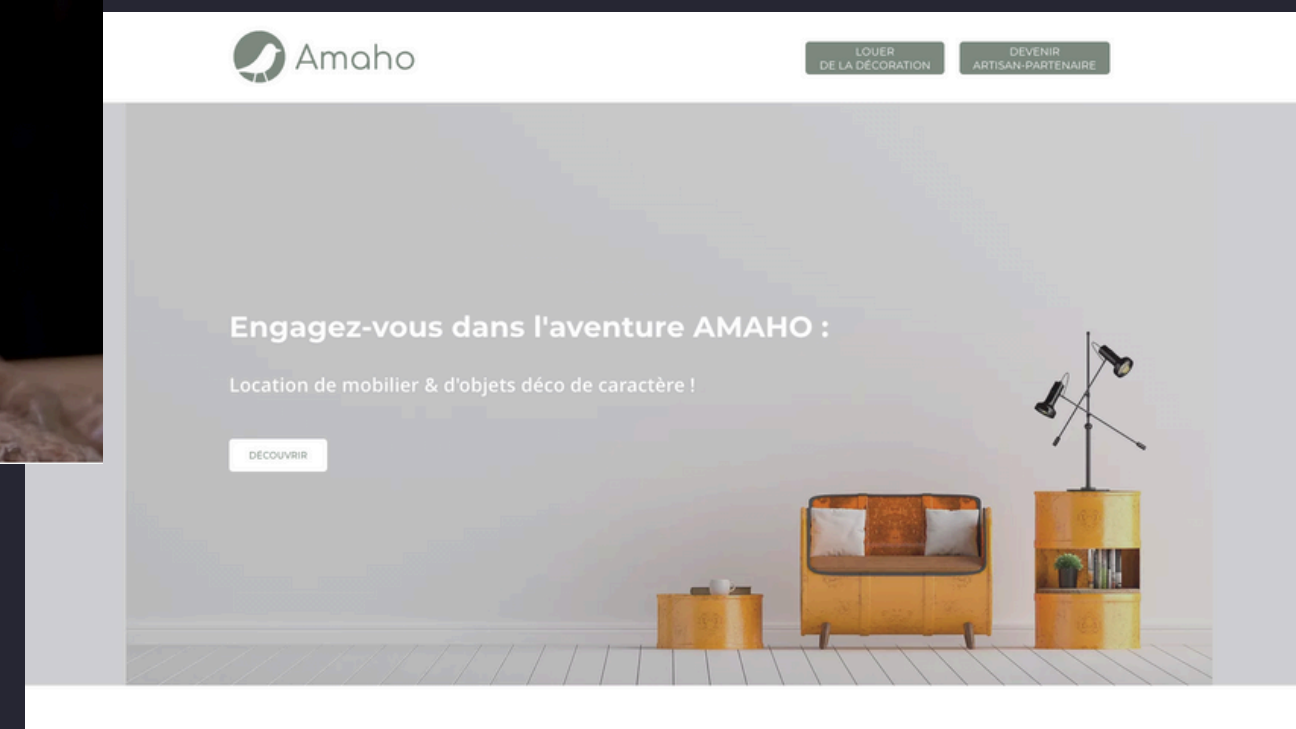 Amaho
LOUER
DE LA DÉCORATION
DEVENIR
ARTISAN-PARTENAIRE
Engagez-vous dans l'aventure AMAHO :
Location de mobilier & d'objets déco de caractère !
DÉCOUVRIR